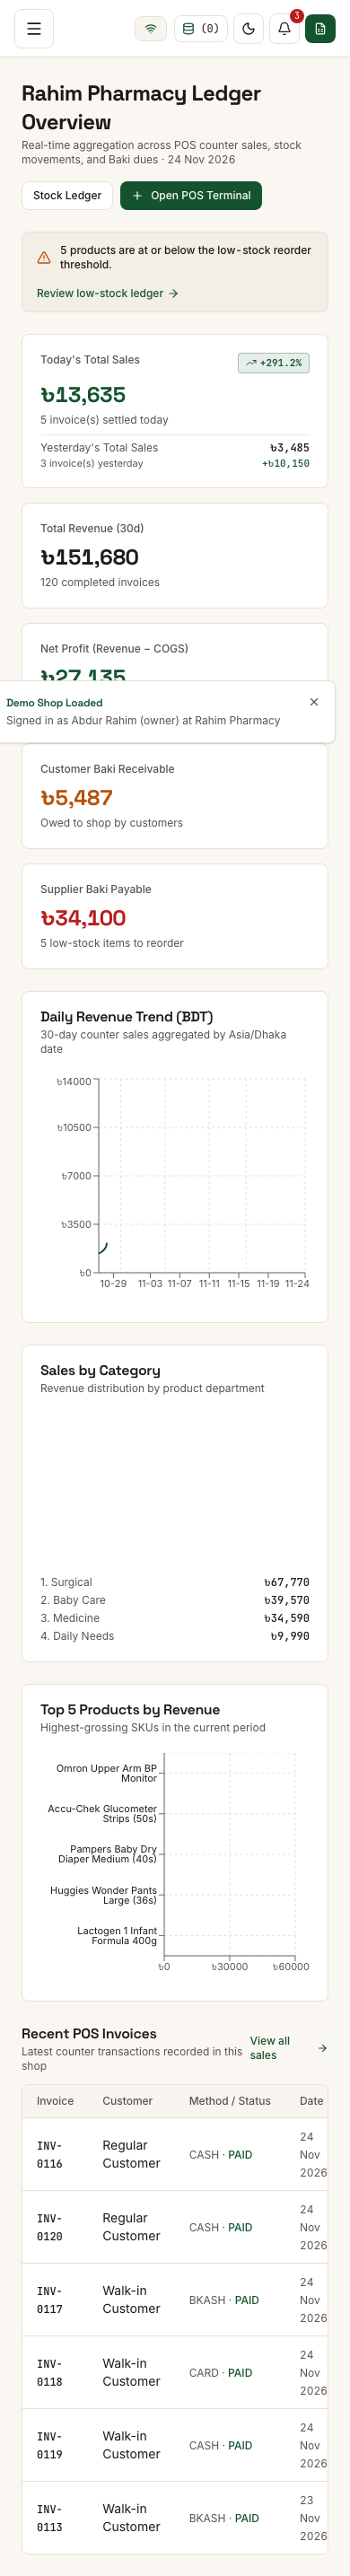 (0)
3
Rahim Pharmacy Ledger
Overview
Real-time aggregation across POS counter sales, stock
movements, and Baki dues · 24 Nov 2026
Stock Ledger
Open POS Terminal
5 products are at or below the low-stock reorder
threshold.
Review low-stock ledger →
Today's Total Sales
+291.2%
৳13,635
5 invoice(s) settled today
Yesterday's Total Sales ৳3,485
3 invoice(s) yesterday +৳10,150
Total Revenue (30d)
৳151,680
120 completed invoices
Net Profit (Revenue − COGS)
৳27,135
Demo Shop Loaded
Signed in as Abdur Rahim (owner) at Rahim Pharmacy
Customer Baki Receivable
৳5,487
Owed to shop by customers
Supplier Baki Payable
৳34,100
5 low-stock items to reorder
Daily Revenue Trend (BDT)
30-day counter sales aggregated by Asia/Dhaka
date
৳14000
৳10500
৳7000
৳3500
৳0
10-29 11-03 11-07 11-11 11-15 11-19 11-24
Sales by Category
Revenue distribution by product department
1. Surgical ৳67,770
2. Baby Care ৳39,570
3. Medicine ৳34,590
4. Daily Needs ৳9,990
Top 5 Products by Revenue
Highest-grossing SKUs in the current period
Omron Upper Arm BP
Monitor
Accu-Chek Glucometer
Strips (50s)
Pampers Baby Dry
Diaper Medium (40s)
Huggies Wonder Pants
Large (36s)
Lactogen 1 Infant
Formula 400g
৳0 ৳30000 ৳60000
Recent POS Invoices
Latest counter transactions recorded in this
shop
View all
sales →
Invoice Customer Method / Status Date
INV-
0116
Regular
Customer
CASH · PAID
24
Nov
2026
INV-
0120
Regular
Customer
CASH · PAID
24
Nov
2026
INV-
0117
Walk-in
Customer
BKASH · PAID
24
Nov
2026
INV-
0118
Walk-in
Customer
CARD · PAID
24
Nov
2026
INV-
0119
Walk-in
Customer
CASH · PAID
24
Nov
2026
INV-
0113
Walk-in
Customer
BKASH · PAID
23
Nov
2026